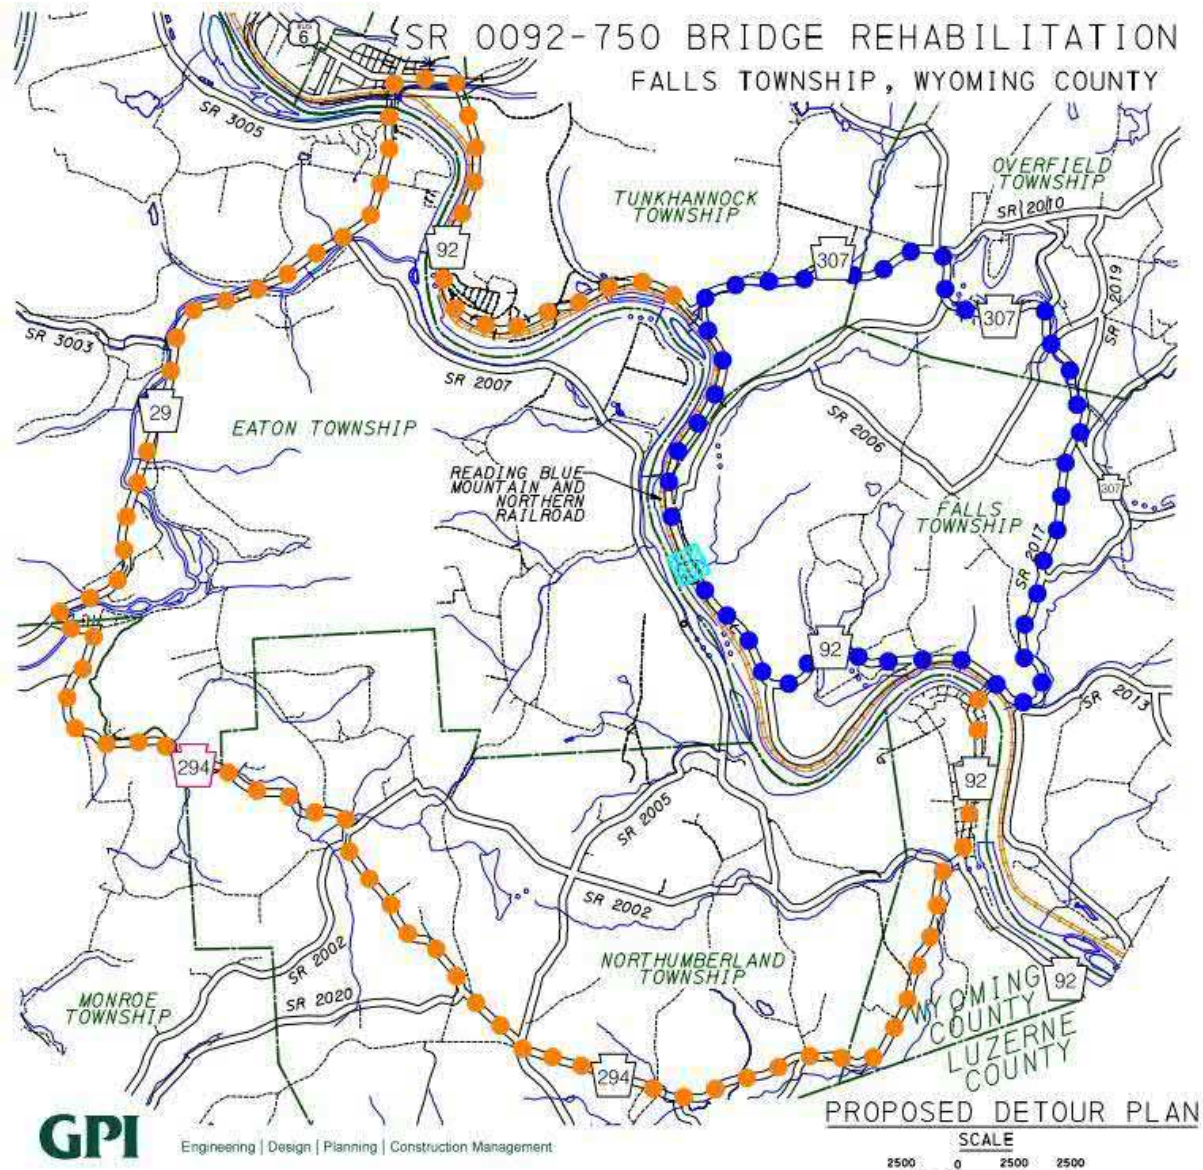 SR 0092-750 BRIDGE REHABILITATION
FALLS TOWNSHIP, WYOMING COUNTY
6
SR 3005
OVERFIELD
TOWNSHIP
TUNKHANNOCK
TOWNSHIP
SR 2010
92
307
SR 2019
307
SR 3003
SR 2007
29
EATON TOWNSHIP
SR 2006
READING BLUE
MOUNTAIN AND
NORTHERN
RAILROAD
307
FALLS
TOWNSHIP
SR 2017
92
SR 2013
294
92
SR 2005
SR 2002
SR 2002
NORTHUMBERLAND
TOWNSHIP
92
MONROE
TOWNSHIP
SR 2020
WYOMING
COUNTY
LUZERNE
COUNTY
294
PROPOSED DETOUR PLAN
GPI
Engineering | Design | Planning | Construction Management
SCALE
2500 0 2500 2500